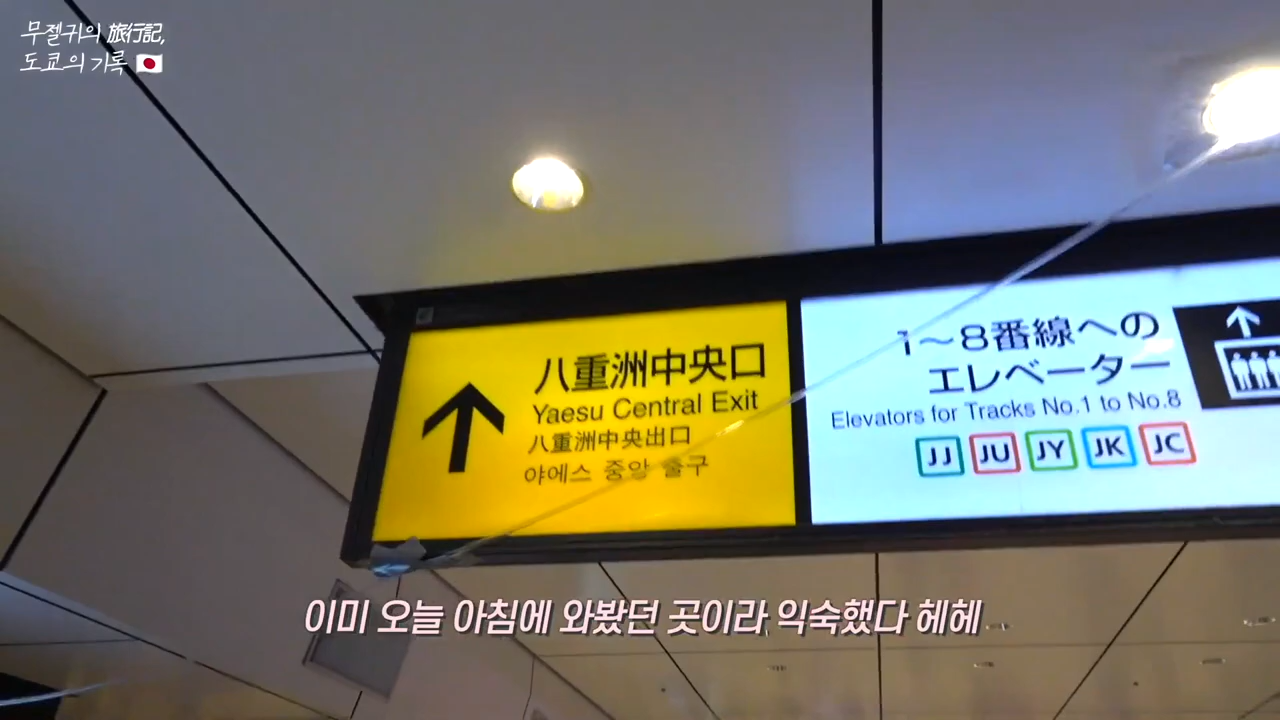 무젤귀의 旅行記,
도쿄의 기록
八重洲中央口
Yaesu Central Exit
八重洲中央出口
야에스 중앙 출구
1～8番線への
エレベーター
Elevators for Tracks No.1 to No.8
JJ JU JY JK JC
이미 오늘 아침에 와봤던 곳이라 익숙했다 헤헤